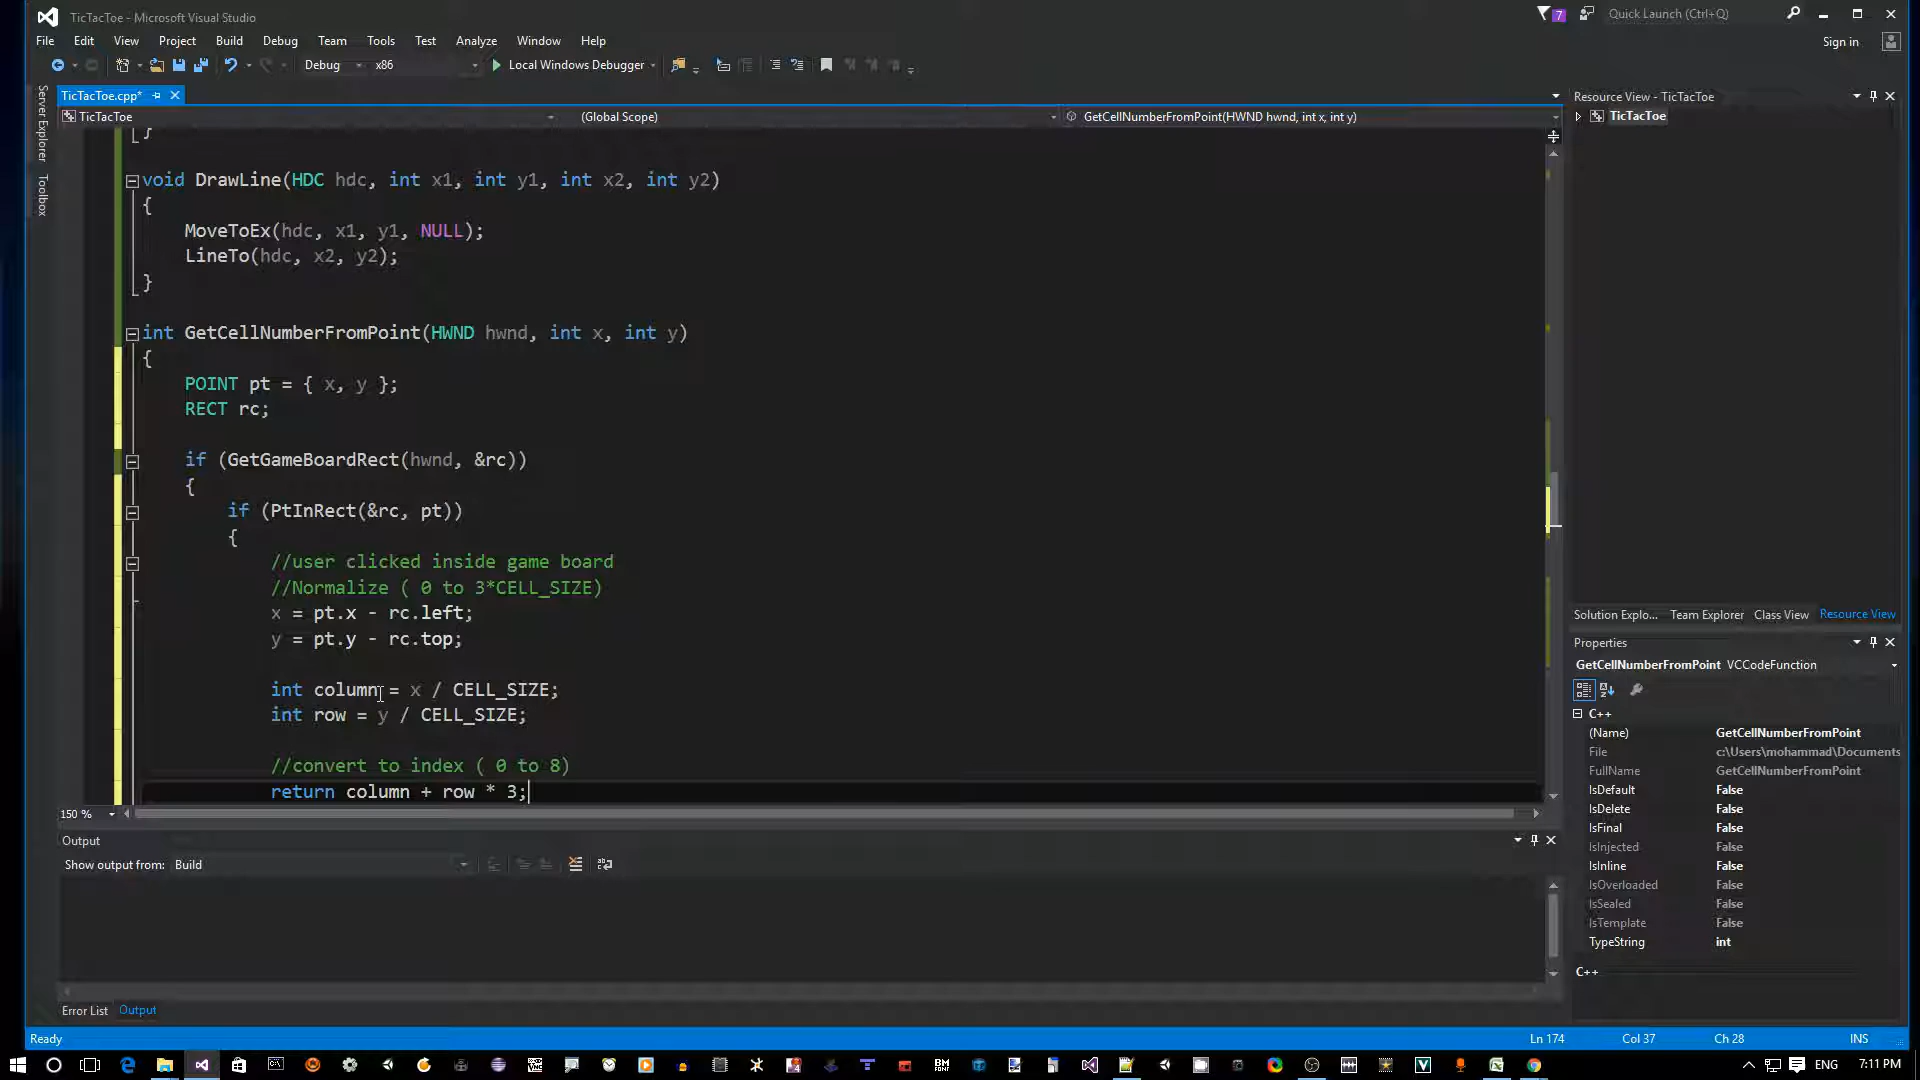 TicTacToe - Microsoft Visual Studio
7
Quick Launch (Ctrl+Q)
File Edit View Project Build Debug Team Tools Test Analyze Window Help
Sign in
Debug x86 Local Windows Debugger
Server Explorer
Toolbox
TicTacToe.cpp*
TicTacToe (Global Scope) GetCellNumberFromPoint(HWND hwnd, int x, int y)
}
void DrawLine(HDC hdc, int x1, int y1, int x2, int y2)
{
MoveToEx(hdc, x1, y1, NULL);
LineTo(hdc, x2, y2);
}
int GetCellNumberFromPoint(HWND hwnd, int x, int y)
{
POINT pt = { x, y };
RECT rc;
if (GetGameBoardRect(hwnd, &rc))
{
if (PtInRect(&rc, pt))
{
//user clicked inside game board
//Normalize ( 0 to 3*CELL_SIZE)
x = pt.x - rc.left;
y = pt.y - rc.top;
int column = x / CELL_SIZE;
int row = y / CELL_SIZE;
//convert to index ( 0 to 8)
return column + row * 3;
150 %
Output
Show output from: Build
Error List Output
Resource View - TicTacToe
TicTacToe
Solution Explo... Team Explorer Class View Resource View
Properties
GetCellNumberFromPoint VCCodeFunction
C++
(Name) GetCellNumberFromPoint
File c:\Users\mohammad\Documents
FullName GetCellNumberFromPoint
IsDefault False
IsDelete False
IsFinal False
IsInjected False
IsInline False
IsOverloaded False
IsSealed False
IsTemplate False
TypeString int
C++
Ready Ln 174 Col 37 Ch 28 INS
ENG 7:11 PM